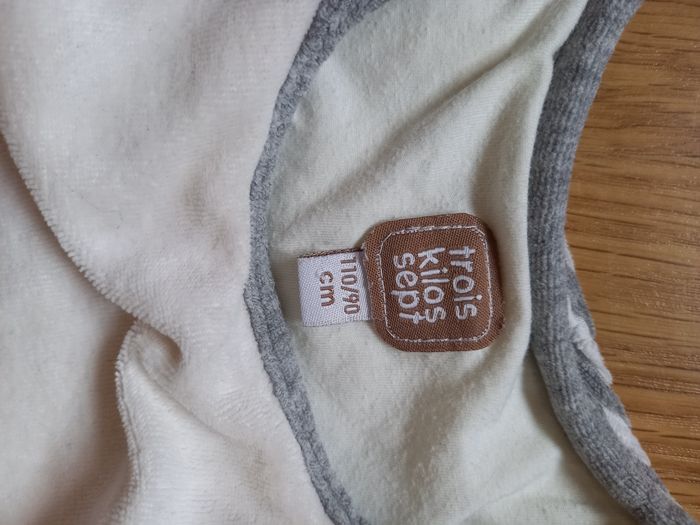 trois
kilos
sept
110/90
cm